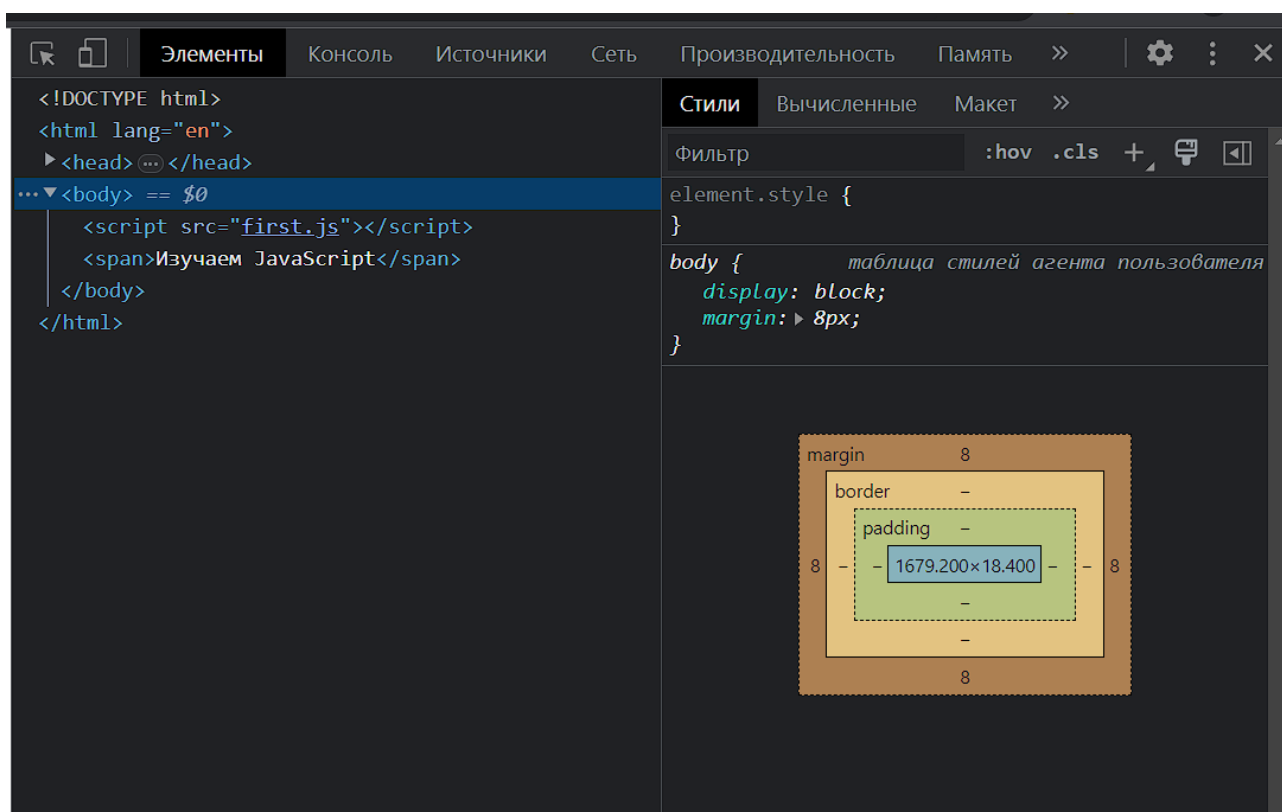 Элементы Консоль Источники Сеть Производительность Память »
<!DOCTYPE html>
<html lang="en">
<head>…</head>
… <body> == $0
<script src="first.js"></script>
<span>Изучаем JavaScript</span>
</body>
</html>
Стили Вычисленные Макет »
Фильтр :hov .cls +
element.style {
}
body { таблица стилей агента пользователя
display: block;
margin: 8px;
}
margin 8
border –
padding –
8 – – 1679.200×18.400 – – 8
–
–
8